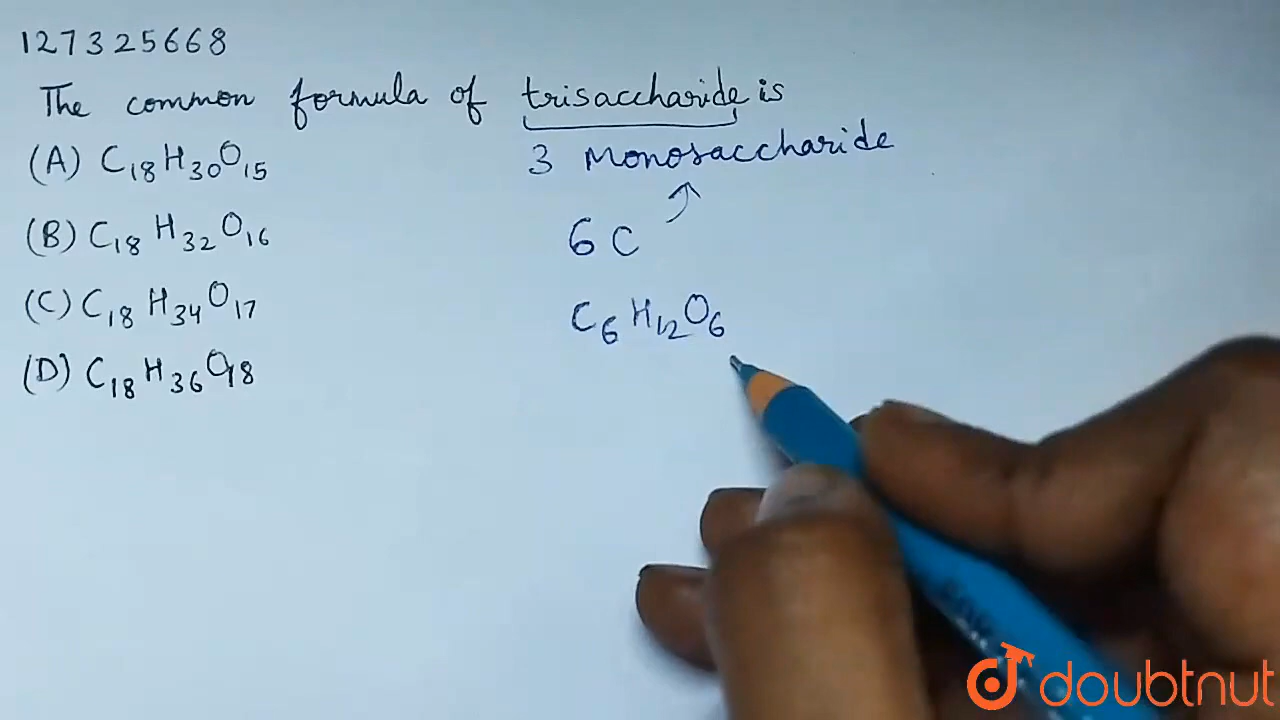 127325668
The common formula of trisaccharide is
(A) C₁₈H₃₀O₁₅
(B) C₁₈H₃₂O₁₆
(C) C₁₈H₃₄O₁₇
(D) C₁₈H₃₆O₁₈
3 Monosaccharide
6 C
C₆H₁₂O₆
doubtnut